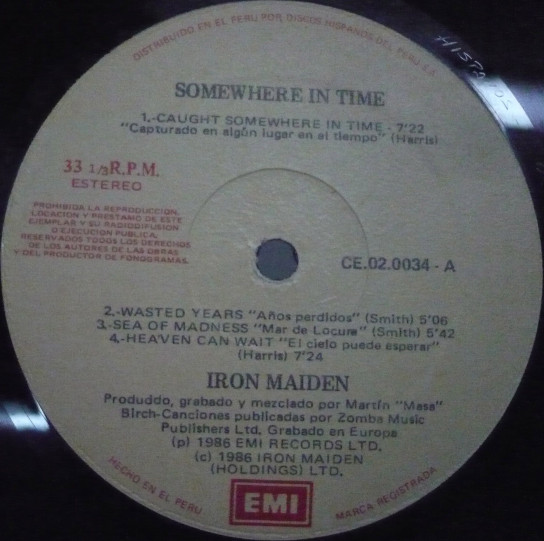 DISTRIBUIDO EN EL PERU POR DISCOS HISPANOS DEL PERU S.A.
SOMEWHERE IN TIME
1.-CAUGHT SOMEWHERE IN TIME - 7'22
"Capturado en algún lugar en el tiempo" (Harris)
33 1/3 R.P.M.
ESTEREO
PROHIBIDA LA REPRODUCCION,
LOCACION Y PRESTAMO DE ESTE
EJEMPLAR Y SU RADIODIFUSION
O EJECUCION PUBLICA.
RESERVADOS TODOS LOS DERECHOS
DE LOS AUTORES DE LAS OBRAS
Y DEL PRODUCTOR DE FONOGRAMAS.
CE.02.0034 - A
2.-WASTED YEARS "Años perdidos" (Smith) 5'06
3.-SEA OF MADNESS "Mar de Locura" (Smith) 5'42
4.-HEAVEN CAN WAIT "El cielo puede esperar"
(Harris) 7'24
IRON MAIDEN
Produddo, grabado y mezclado por Martín "Masa"
Birch-Canciones publicadas por Zomba Music
Publishers Ltd. Grabado en Europa
(p) 1986 EMI RECORDS LTD.
(c) 1986 IRON MAIDEN
(HOLDINGS) LTD.
HECHO EN EL PERU
EMI
MARCA REGISTRADA